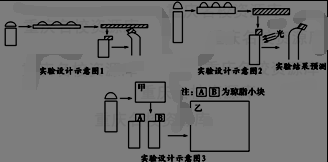 光
实验设计示意图1
实验设计示意图2
实验结果预测
甲
注：A B 为琼脂小块
A B
乙
实验设计示意图3